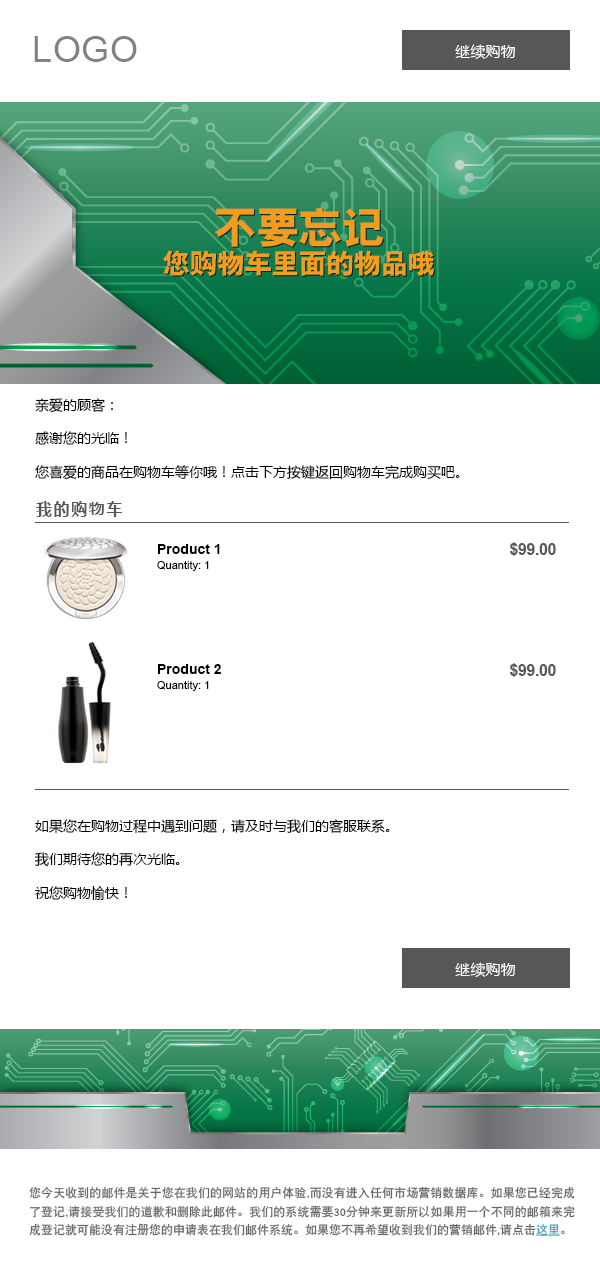 LOGO
继续购物
不要忘记
您购物车里面的物品哦
亲爱的顾客：
感谢您的光临！
您喜爱的商品在购物车等你哦！点击下方按键返回购物车完成购买吧。
我的购物车
Product 1
$99.00
Quantity: 1
Product 2
$99.00
Quantity: 1
如果您在购物过程中遇到问题，请及时与我们的客服联系。
我们期待您的再次光临。
祝您购物愉快！
继续购物
您今天收到的邮件是关于您在我们的网站的用户体验,而没有进入任何市场营销数据库。如果您已经完成
了登记,请接受我们的道歉和删除此邮件。我们的系统需要30分钟来更新所以如果用一个不同的邮箱来完
成登记就可能没有注册您的申请表在我们邮件系统。如果您不再希望收到我们的营销邮件,请点击这里。